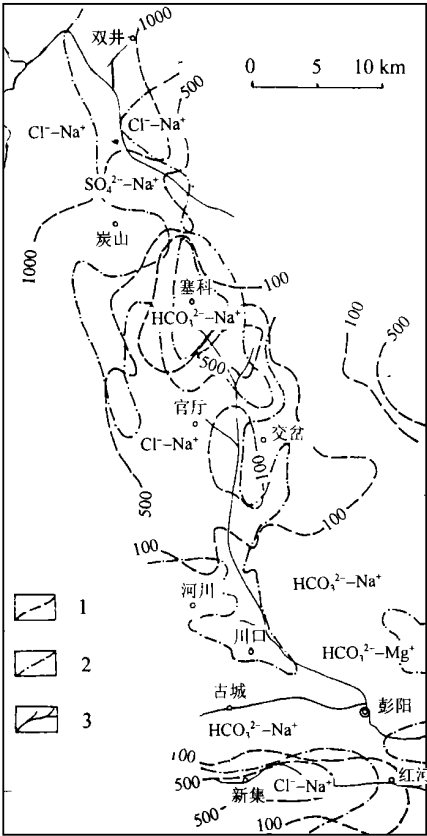 双井
1000
500
0 5 10 km
Cl⁻–Na⁺
Cl⁻–Na⁺
SO₄²⁻–Na⁺
炭山
1000
100
塞科
HCO₃²⁻–Na⁺
100
500
500
官厅
交岔
Cl⁻–Na⁺
100
500
100
100
HCO₃²⁻–Na⁺
河川
1
川口
HCO₃²⁻–Mg⁺
2
古城
彭阳
3
HCO₃²⁻–Na⁺
100
500
Cl⁻–Na⁺
红河
新集
500
100